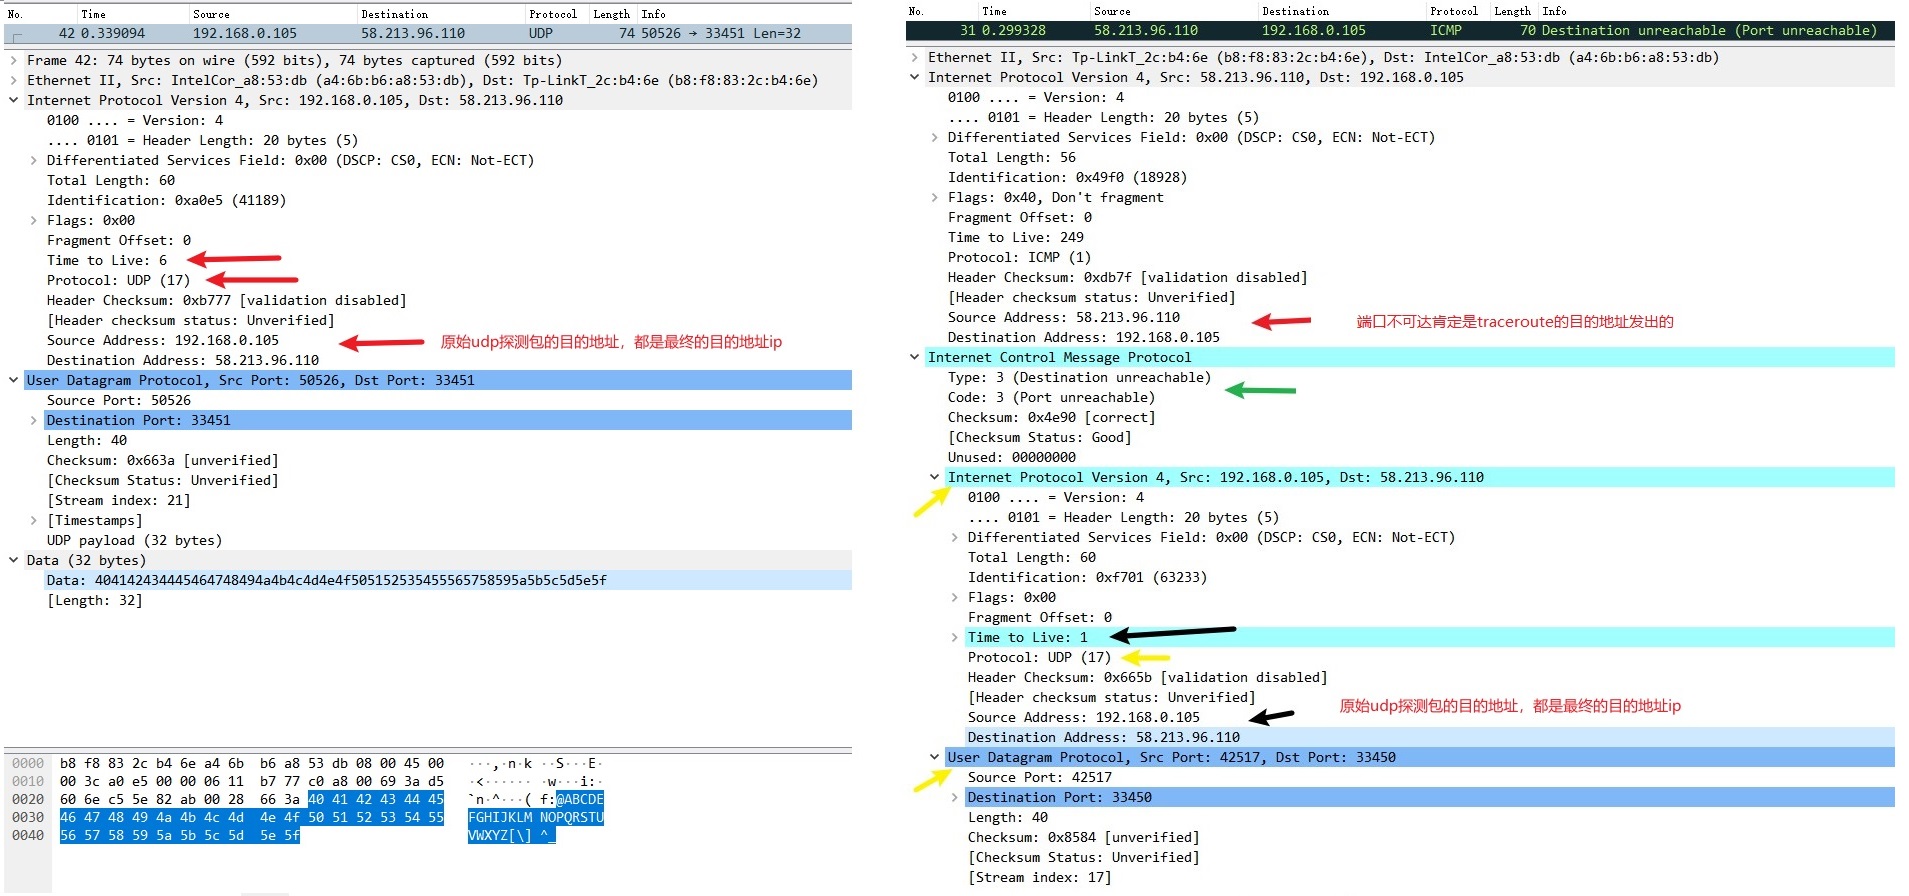 No. Time Source Destination Protocol Length Info
42 0.339094 192.168.0.105 58.213.96.110 UDP 74 50526 → 33451 Len=32
Frame 42: 74 bytes on wire (592 bits), 74 bytes captured (592 bits)
Ethernet II, Src: IntelCor_a8:53:db (a4:6b:b6:a8:53:db), Dst: Tp-LinkT_2c:b4:6e (b8:f8:83:2c:b4:6e)
Internet Protocol Version 4, Src: 192.168.0.105, Dst: 58.213.96.110
0100 .... = Version: 4
.... 0101 = Header Length: 20 bytes (5)
Differentiated Services Field: 0x00 (DSCP: CS0, ECN: Not-ECT)
Total Length: 60
Identification: 0xa0e5 (41189)
Flags: 0x00
Fragment Offset: 0
Time to Live: 6
Protocol: UDP (17)
Header Checksum: 0xb777 [validation disabled]
[Header checksum status: Unverified]
Source Address: 192.168.0.105
原始udp探测包的目的地址，都是最终的目的地址ip
Destination Address: 58.213.96.110
User Datagram Protocol, Src Port: 50526, Dst Port: 33451
Source Port: 50526
Destination Port: 33451
Length: 40
Checksum: 0x663a [unverified]
[Checksum Status: Unverified]
[Stream index: 21]
[Timestamps]
UDP payload (32 bytes)
Data (32 bytes)
Data: 404142434445464748494a4b4c4d4e4f505152535455565758595a5b5c5d5e5f
[Length: 32]
0000 b8 f8 83 2c b4 6e a4 6b b6 a8 53 db 08 00 45 00 ···,·n·k ··S···E·
0010 00 3c a0 e5 00 00 06 11 b7 77 c0 a8 00 69 3a d5 ·<······ ·w···i:·
0020 60 6e c5 5e 82 ab 00 28 66 3a 40 41 42 43 44 45 `n·^···( f:@ABCDE
0030 46 47 48 49 4a 4b 4c 4d 4e 4f 50 51 52 53 54 55 FGHIJKLM NOPQRSTU
0040 56 57 58 59 5a 5b 5c 5d 5e 5f VWXYZ[\] ^_
No. Time Source Destination Protocol Length Info
31 0.299328 58.213.96.110 192.168.0.105 ICMP 70 Destination unreachable (Port unreachable)
Ethernet II, Src: Tp-LinkT_2c:b4:6e (b8:f8:83:2c:b4:6e), Dst: IntelCor_a8:53:db (a4:6b:b6:a8:53:db)
Internet Protocol Version 4, Src: 58.213.96.110, Dst: 192.168.0.105
0100 .... = Version: 4
.... 0101 = Header Length: 20 bytes (5)
Differentiated Services Field: 0x00 (DSCP: CS0, ECN: Not-ECT)
Total Length: 56
Identification: 0x49f0 (18928)
Flags: 0x40, Don't fragment
Fragment Offset: 0
Time to Live: 249
Protocol: ICMP (1)
Header Checksum: 0xdb7f [validation disabled]
[Header checksum status: Unverified]
Source Address: 58.213.96.110
端口不可达肯定是traceroute的目的地址发出的
Destination Address: 192.168.0.105
Internet Control Message Protocol
Type: 3 (Destination unreachable)
Code: 3 (Port unreachable)
Checksum: 0x4e90 [correct]
[Checksum Status: Good]
Unused: 00000000
Internet Protocol Version 4, Src: 192.168.0.105, Dst: 58.213.96.110
0100 .... = Version: 4
.... 0101 = Header Length: 20 bytes (5)
Differentiated Services Field: 0x00 (DSCP: CS0, ECN: Not-ECT)
Total Length: 60
Identification: 0xf701 (63233)
Flags: 0x00
Fragment Offset: 0
Time to Live: 1
Protocol: UDP (17)
Header Checksum: 0x665b [validation disabled]
[Header checksum status: Unverified]
原始udp探测包的目的地址，都是最终的目的地址ip
Source Address: 192.168.0.105
Destination Address: 58.213.96.110
User Datagram Protocol, Src Port: 42517, Dst Port: 33450
Source Port: 42517
Destination Port: 33450
Length: 40
Checksum: 0x8584 [unverified]
[Checksum Status: Unverified]
[Stream index: 17]